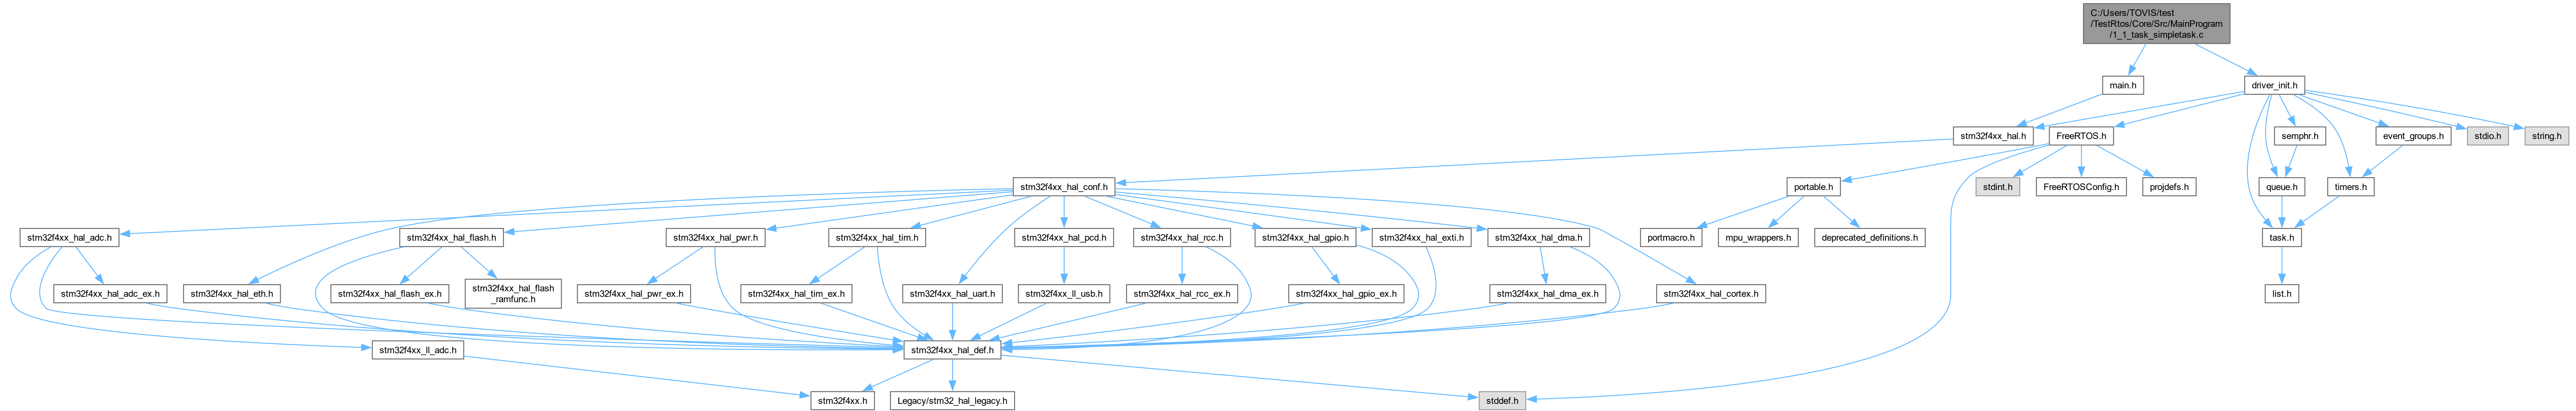 C:/Users/TOVIS/test
/TestRtos/Core/Src/MainProgram
/1_1_task_simpletask.c
main.h
driver_init.h
stm32f4xx_hal.h
FreeRTOS.h
semphr.h
event_groups.h
stdio.h
string.h
stm32f4xx_hal_conf.h
portable.h
stdint.h
FreeRTOSConfig.h
projdefs.h
queue.h
timers.h
stm32f4xx_hal_adc.h
stm32f4xx_hal_flash.h
stm32f4xx_hal_pwr.h
stm32f4xx_hal_tim.h
stm32f4xx_hal_pcd.h
stm32f4xx_hal_rcc.h
stm32f4xx_hal_gpio.h
stm32f4xx_hal_exti.h
stm32f4xx_hal_dma.h
portmacro.h
mpu_wrappers.h
deprecated_definitions.h
task.h
stm32f4xx_hal_adc_ex.h
stm32f4xx_hal_eth.h
stm32f4xx_hal_flash_ex.h
stm32f4xx_hal_flash
_ramfunc.h
stm32f4xx_hal_pwr_ex.h
stm32f4xx_hal_tim_ex.h
stm32f4xx_hal_uart.h
stm32f4xx_ll_usb.h
stm32f4xx_hal_rcc_ex.h
stm32f4xx_hal_gpio_ex.h
stm32f4xx_hal_dma_ex.h
stm32f4xx_hal_cortex.h
list.h
stm32f4xx_ll_adc.h
stm32f4xx_hal_def.h
stm32f4xx.h
Legacy/stm32_hal_legacy.h
stddef.h